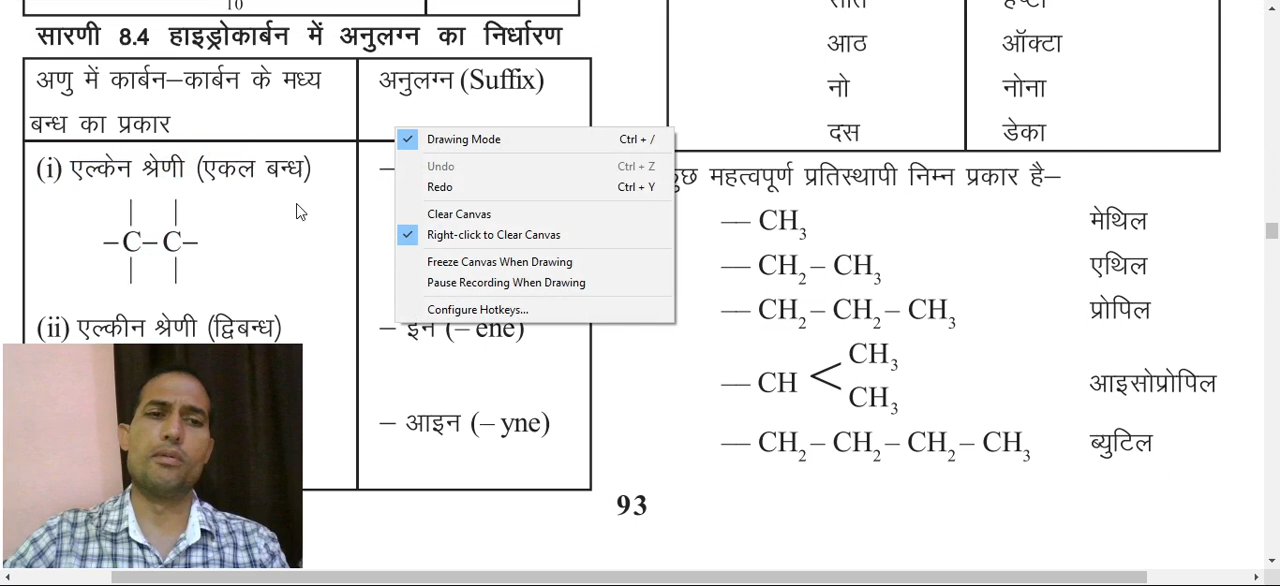 10
सारणी 8.4 हाइड्रोकार्बन में अनुलग्न का निर्धारण
अणु में कार्बन–कार्बन के मध्य
बन्ध का प्रकार
अनुलग्न (Suffix)
(i) एल्केन श्रेणी (एकल बन्ध)
–
–C–C–
(ii) एल्कीन श्रेणी (द्विबन्ध)
– इन (– ene)
– आइन (– yne)
Drawing Mode Ctrl + /
Undo Ctrl + Z
Redo Ctrl + Y
Clear Canvas
Right-click to Clear Canvas
Freeze Canvas When Drawing
Pause Recording When Drawing
Configure Hotkeys...
आठ ऑक्टा
नो नोना
दस डेका
महत्वपूर्ण प्रतिस्थापी निम्न प्रकार है–
— CH3 मेथिल
— CH2 – CH3 एथिल
— CH2 – CH2 – CH3 प्रोपिल
CH3
— CH < आइसोप्रोपिल
CH3
— CH2 – CH2 – CH2 – CH3 ब्युटिल
93